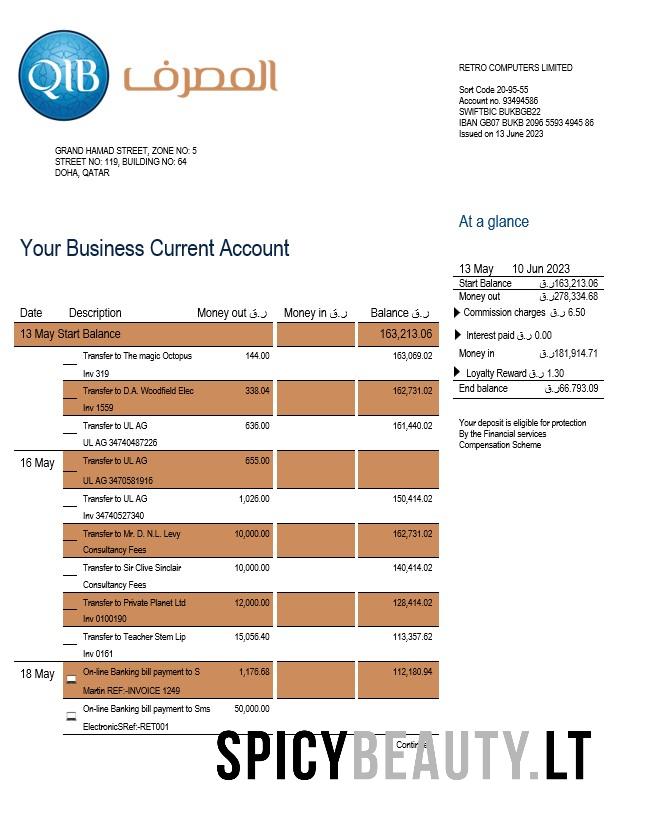 QIB المصرف
RETRO COMPUTERS LIMITED
Sort Code 20-95-55
Account no. 93494586
SWIFTBIC BUKBGB22
IBAN GB07 BUKB 2096 5593 4945 86
Issued on 13 June 2023
GRAND HAMAD STREET, ZONE NO: 5
STREET NO: 119, BUILDING NO: 64
DOHA, QATAR
At a glance
13 May 10 Jun 2023
Start Balance ر.ق163,213.06
Money out ر.ق278,334.68
Commission charges ر.ق 6.50
Interest paid ر.ق 0.00
Money in ر.ق181,914.71
Loyalty Reward ر.ق 1.30
End balance ر.ق66.793.09
Your deposit is eligible for protection
By the Financial services
Compensation Scheme
Your Business Current Account
Date Description Money out ر.ق Money in ر.ق Balance ر.ق
13 May Start Balance 163,213.06
Transfer to The magic Octopus 144.00 163,069.02
Inv 319
Transfer to D.A. Woodfield Elec 338.04 162,731.02
Inv 1559
Transfer to UL AG 636.00 161,440.02
UL AG 34740487226
16 May Transfer to UL AG 655.00
UL AG 3470581916
Transfer to UL AG 1,026.00 150,414.02
Inv 34740527340
Transfer to Mr. D. N.L. Levy 10,000.00 162,731.02
Consultancy Fees
Transfer to Sir Clive Sinclair 10,000.00 140,414.02
Consultancy Fees
Transfer to Private Planet Ltd 12,000.00 128,414.02
Inv 0100190
Transfer to Teacher Stem Lip 15,056.40 113,357.62
Inv 0161
18 May On-line Banking bill payment to S 1,176.68 112,180.94
Martin REF:-INVOICE 1249
On-line Banking bill payment to Sms 50,000.00
ElectronicSRef:-RET001
SPICYBEAUTY.LT